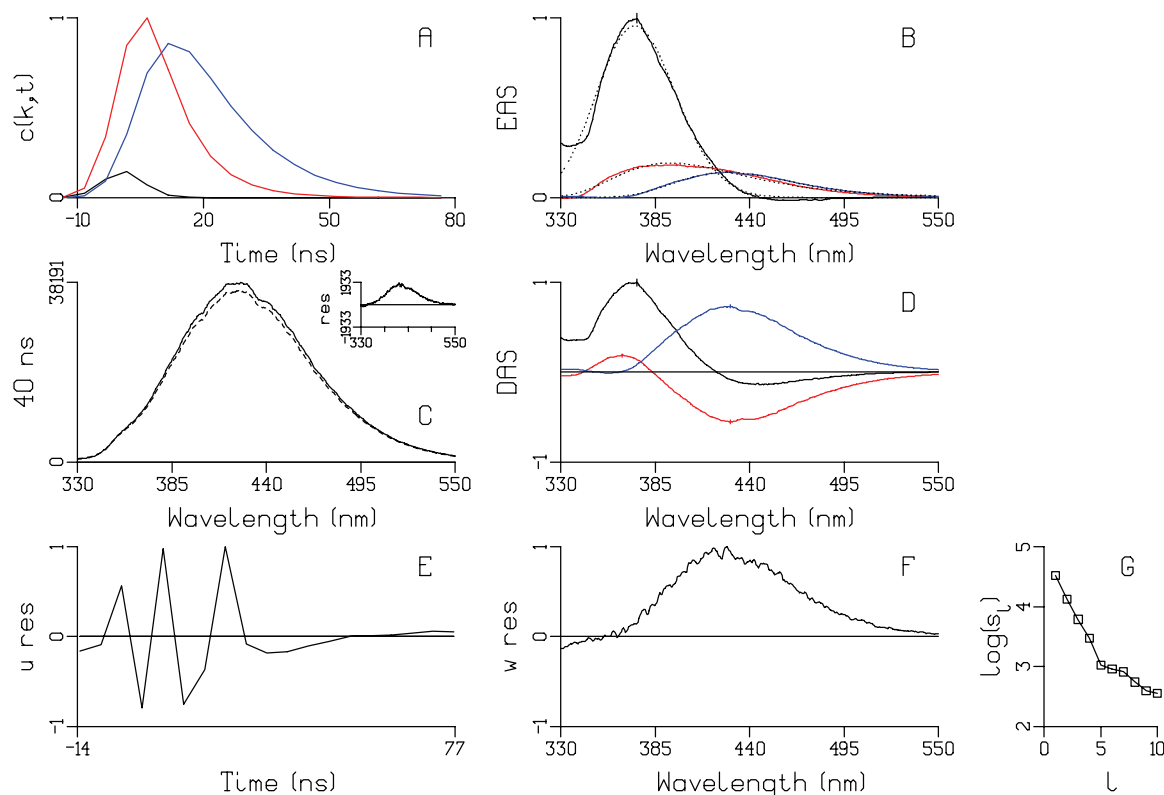 A
c(k,t)
1
0
-10 20 50 80
Time (ns)
B
EAS
1
0
330 385 440 495 550
Wavelength (nm)
C
40 ns
38191
0
330 385 440 495 550
Wavelength (nm)
res
1933
-1933
330 550
D
DAS
1
-1
330 385 440 495 550
Wavelength (nm)
E
u res
1
0
-1
-14 77
Time (ns)
F
w res
1
0
-1
330 385 440 495 550
Wavelength (nm)
G
log(sl)
5
4
3
2
0 5 10
l